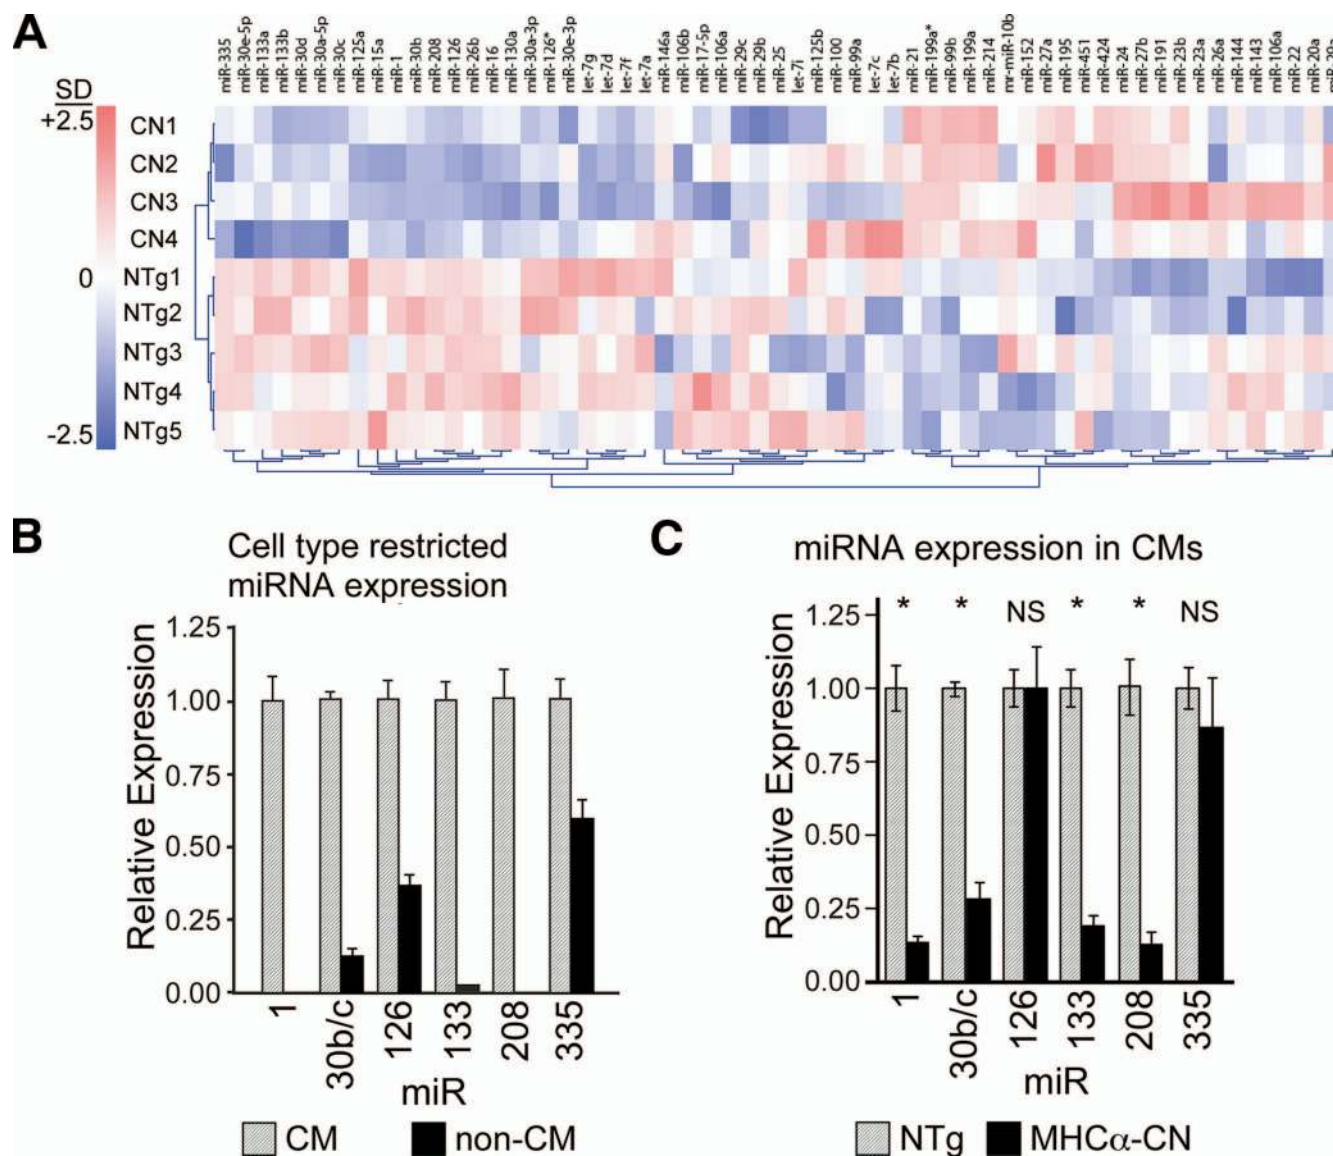 A
SD
+2.5
0
-2.5
miR-335
miR-30e-5p
miR-133a
miR-133b
miR-30d
miR-30a-5p
miR-30c
miR-125a
miR-15a
miR-1
miR-30b
miR-208
miR-126
miR-26b
miR-16
miR-130a
miR-30a-3p
miR-126*
miR-30e-3p
let-7g
let-7d
let-7f
let-7a
miR-146a
miR-106b
miR-17-5p
miR-106a
miR-29c
miR-29b
miR-25
let-7i
miR-125b
miR-100
miR-99a
let-7c
let-7b
miR-21
miR-199a*
miR-99b
miR-199a
miR-214
mr-miR-10b
miR-152
miR-27a
miR-195
miR-451
miR-424
miR-24
miR-27b
miR-191
miR-23b
miR-23a
miR-26a
miR-144
miR-143
miR-106a
miR-22
miR-20a
CN1
CN2
CN3
CN4
NTg1
NTg2
NTg3
NTg4
NTg5
B
Cell type restricted
miRNA expression
Relative Expression
1.25
1.00
0.75
0.50
0.25
0.00
1
30b/c
126
133
208
335
miR
CM
non-CM
C
miRNA expression in CMs
Relative Expression
1.25
1.00
0.75
0.50
0.25
0.00
* * NS * * NS
1
30b/c
126
133
208
335
miR
NTg
MHCα-CN